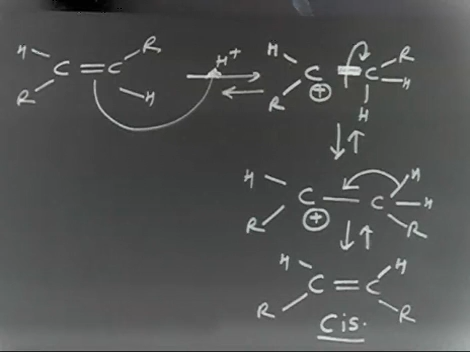 H R H⁺ H R
C = C C C H
R H R ⊕ H
H H
C — C H
R ⊕ R
H H
C = C
R R
Cis.